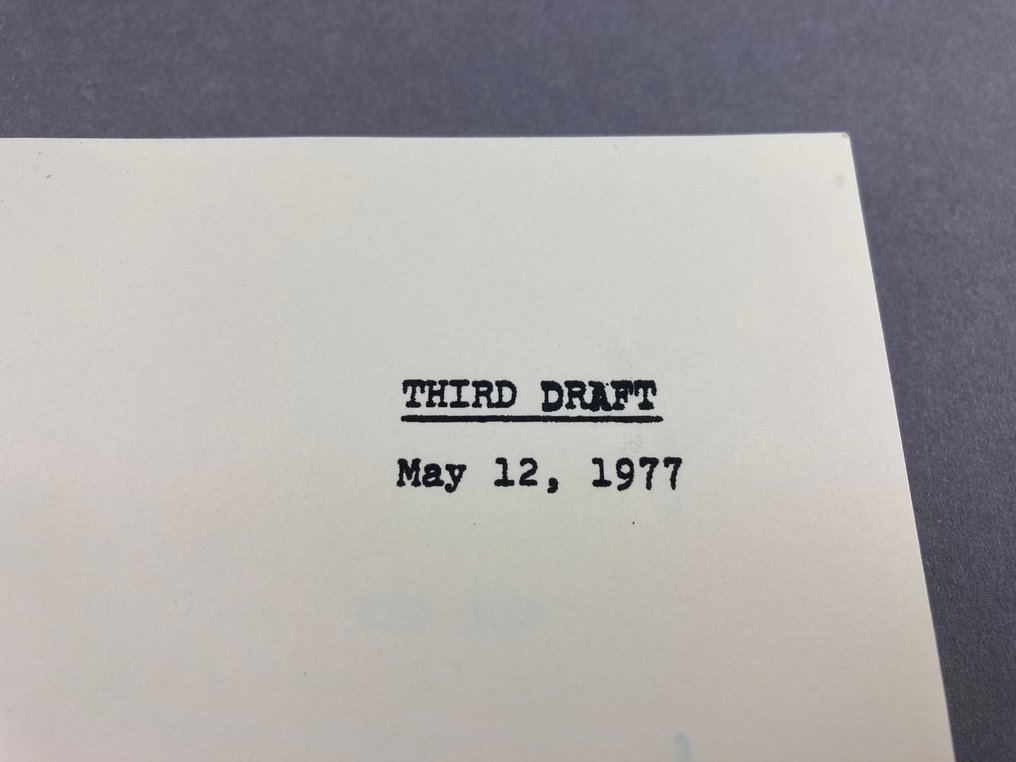 THIRD DRAFT
May 12, 1977